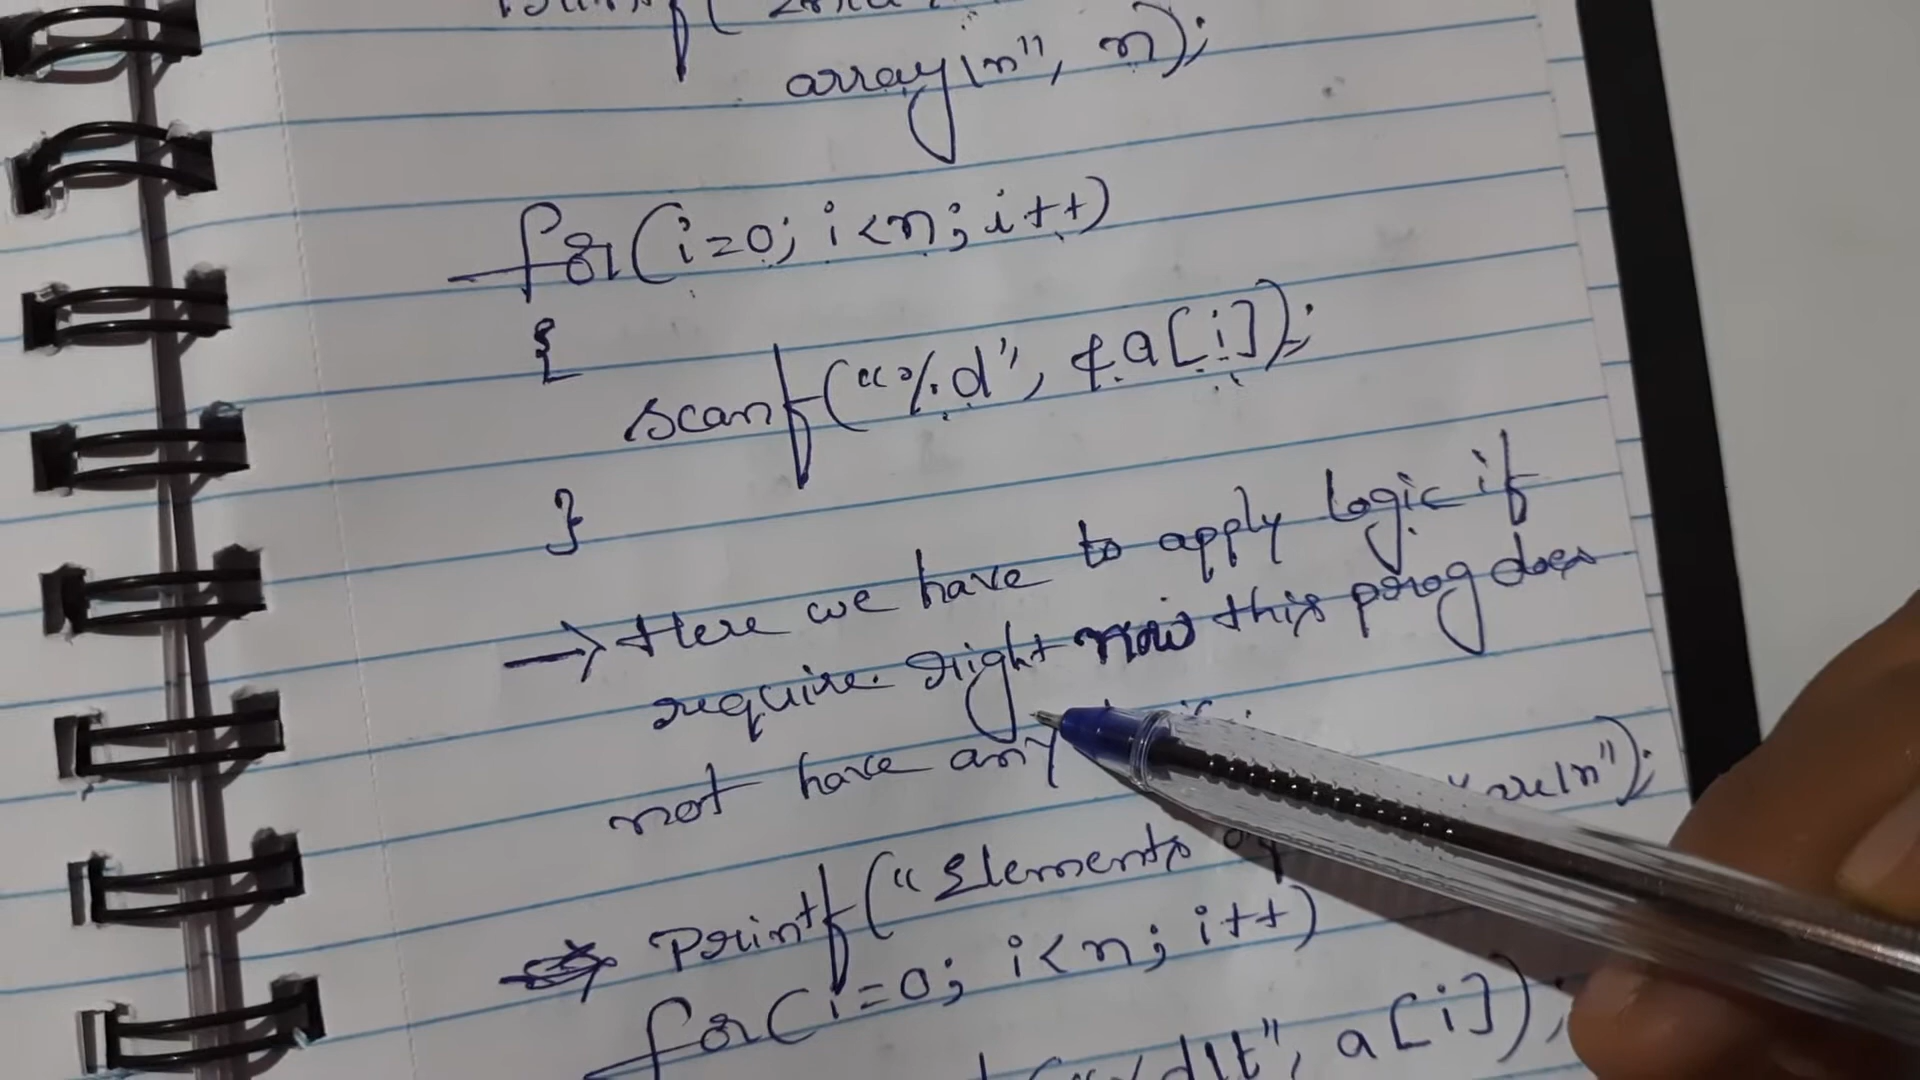 array\n", n);
for(i=0; i<n; i++)
{
scanf("%d", &a[i]);
}
→ Here we have to apply logic if
require. right now this prog does
not have any
printf("Elements \n");
for(i=0; i<n; i++)
\t", a[i]);